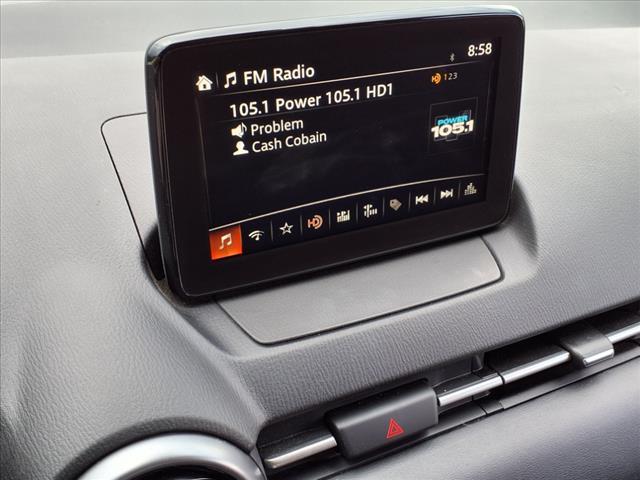 8:58
FM Radio
123
105.1 Power 105.1 HD1
Problem
Cash Cobain
POWER
105.1